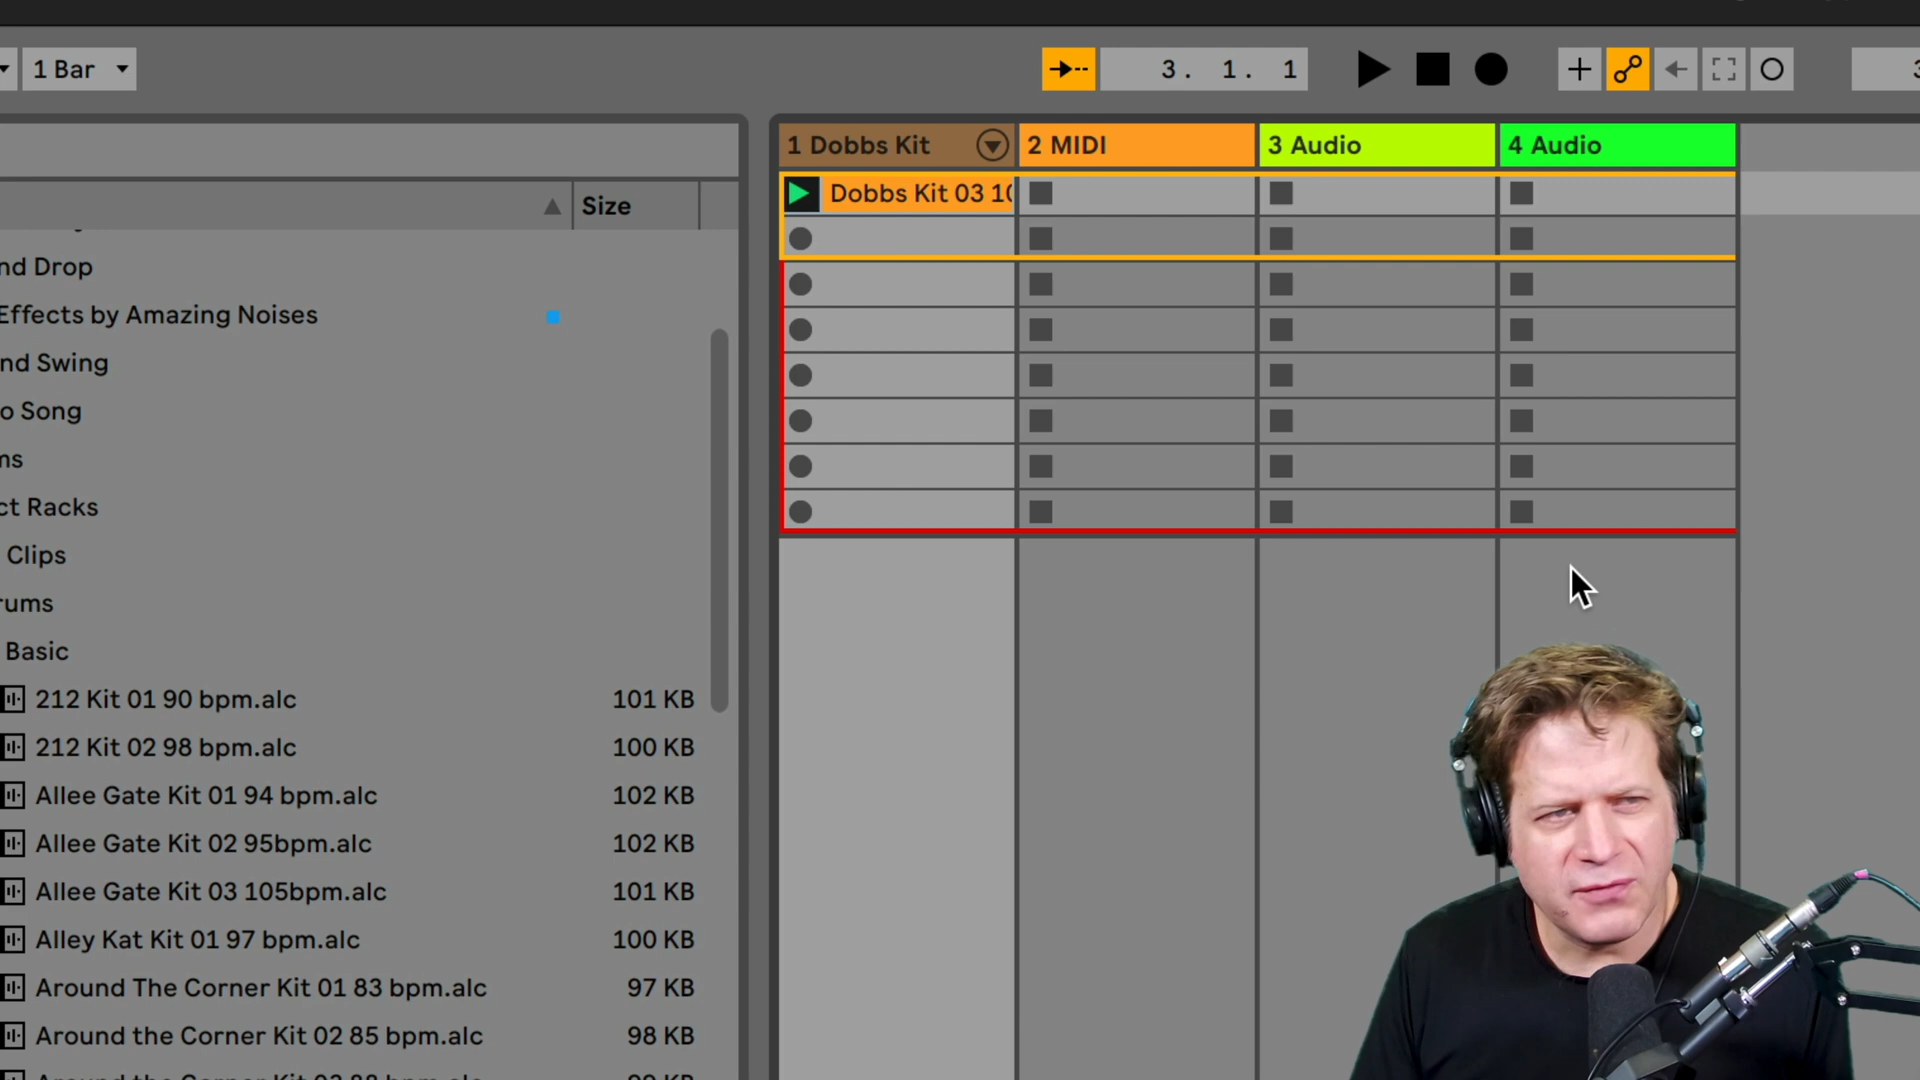 1 Bar
3. 1. 1
3
1 Dobbs Kit
2 MIDI
3 Audio
4 Audio
Dobbs Kit 03 10
Size
nd Drop
Effects by Amazing Noises
nd Swing
o Song
ms
ct Racks
Clips
rums
Basic
212 Kit 01 90 bpm.alc 101 KB
212 Kit 02 98 bpm.alc 100 KB
Allee Gate Kit 01 94 bpm.alc 102 KB
Allee Gate Kit 02 95bpm.alc 102 KB
Allee Gate Kit 03 105bpm.alc 101 KB
Alley Kat Kit 01 97 bpm.alc 100 KB
Around The Corner Kit 01 83 bpm.alc 97 KB
Around the Corner Kit 02 85 bpm.alc 98 KB